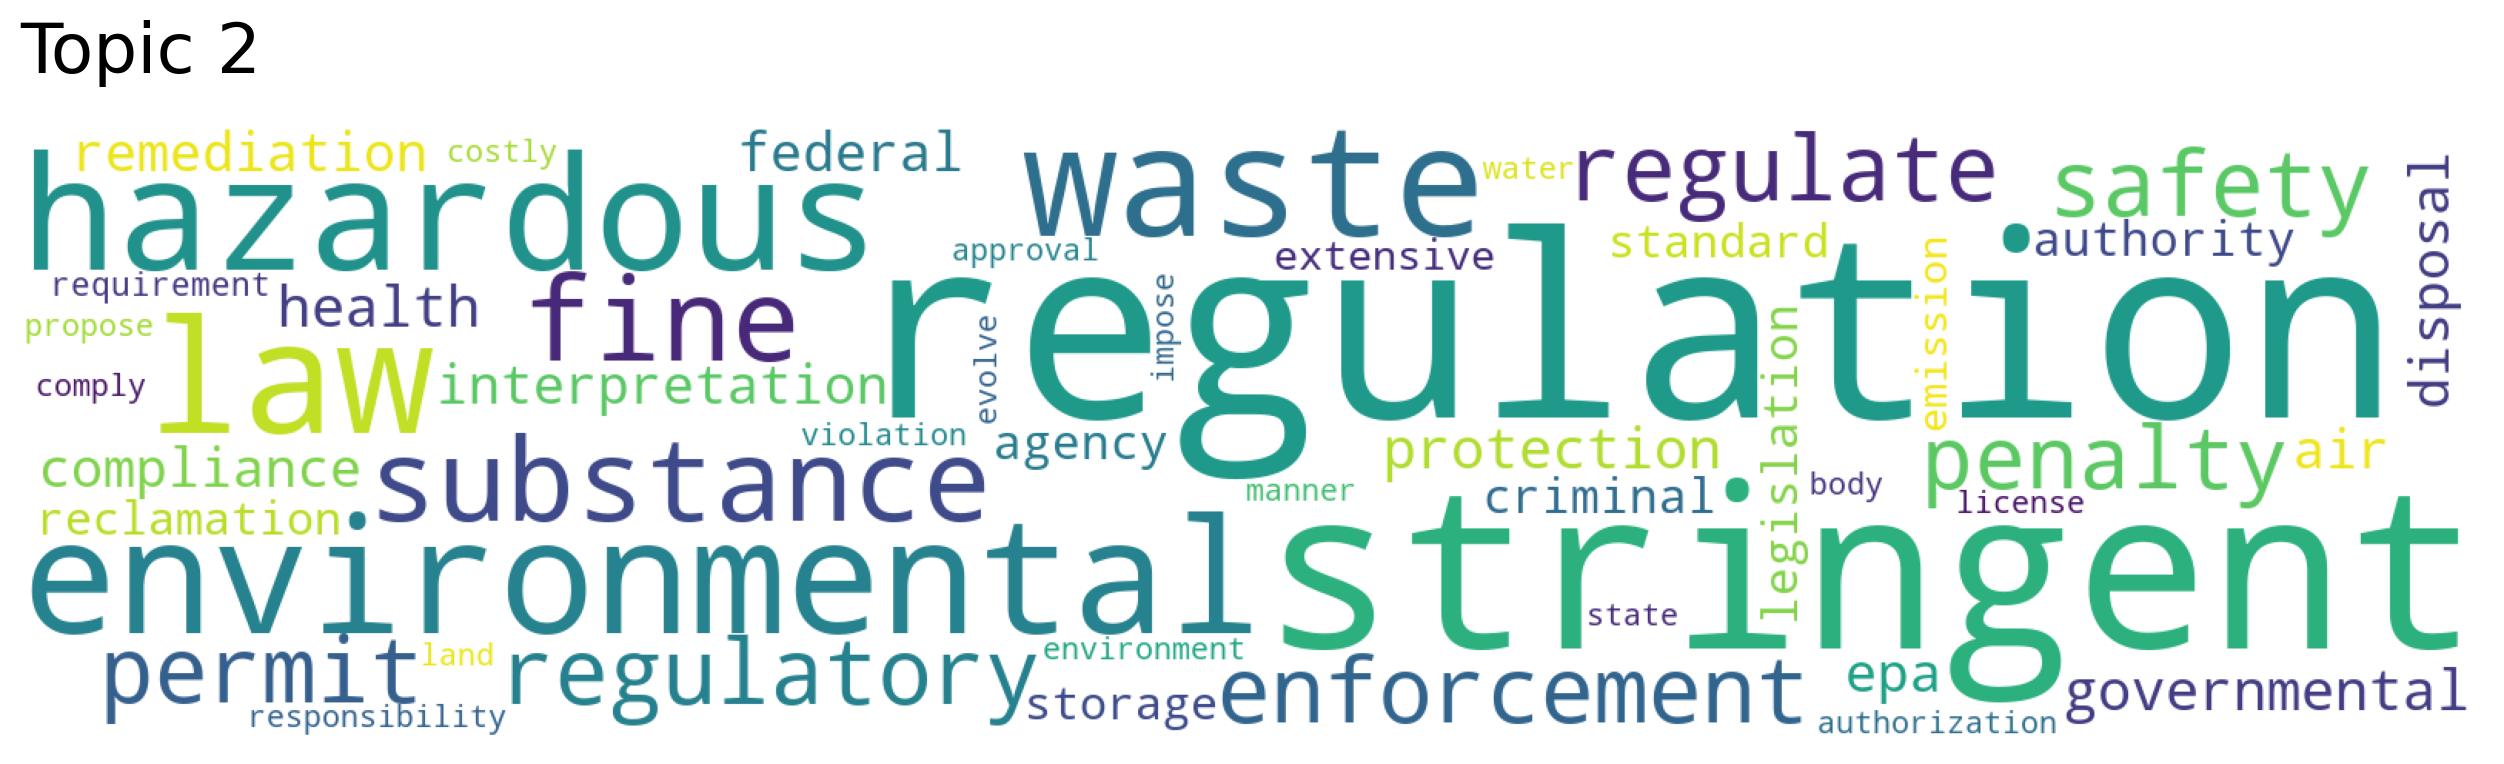 Topic 2
remediation
costly
federal
waste
water
regulate
safety
disposal
hazardous
approval
extensive
standard
authority
requirement
health
fine
regulation
propose
law
evolve
impose
legislation
emission
comply
interpretation
violation
agency
protection
penalty
air
compliance
substance
manner
criminal
body
license
reclamation
environmental
stringent
state
permit
land
regulatory
environment
storage
enforcement
epa
governmental
responsibility
authorization